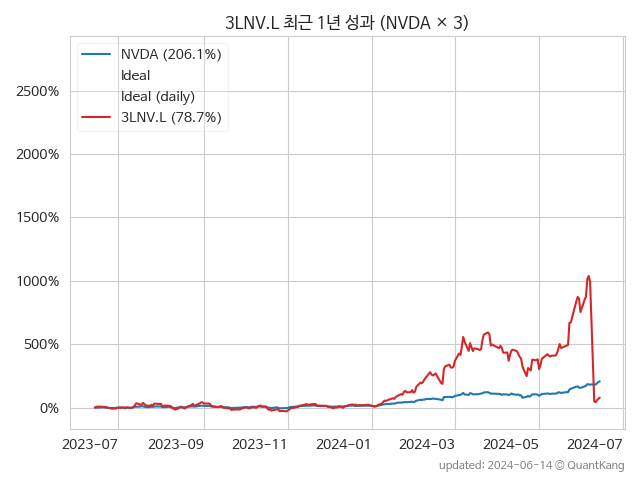 3LNV.L 최근 1년 성과 (NVDA × 3)
NVDA (206.1%)
Ideal
Ideal (daily)
3LNV.L (78.7%)
2500%
2000%
1500%
1000%
500%
0%
2023-07 2023-09 2023-11 2024-01 2024-03 2024-05 2024-07
updated: 2024-06-14 © QuantKang